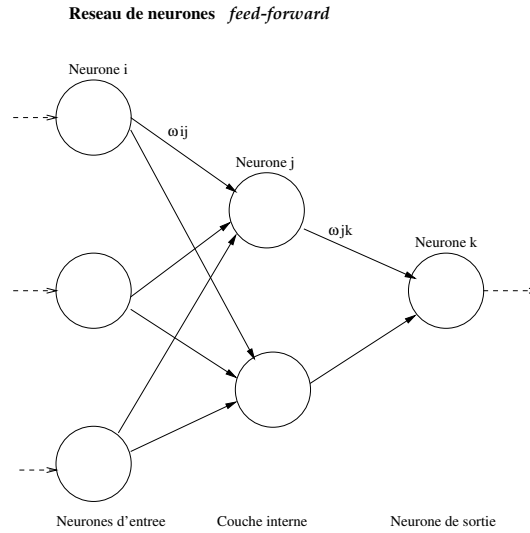 Reseau de neurones feed-forward
Neurone i
ωij
Neurone j
ωjk
Neurone k
Neurones d'entree Couche interne Neurone de sortie